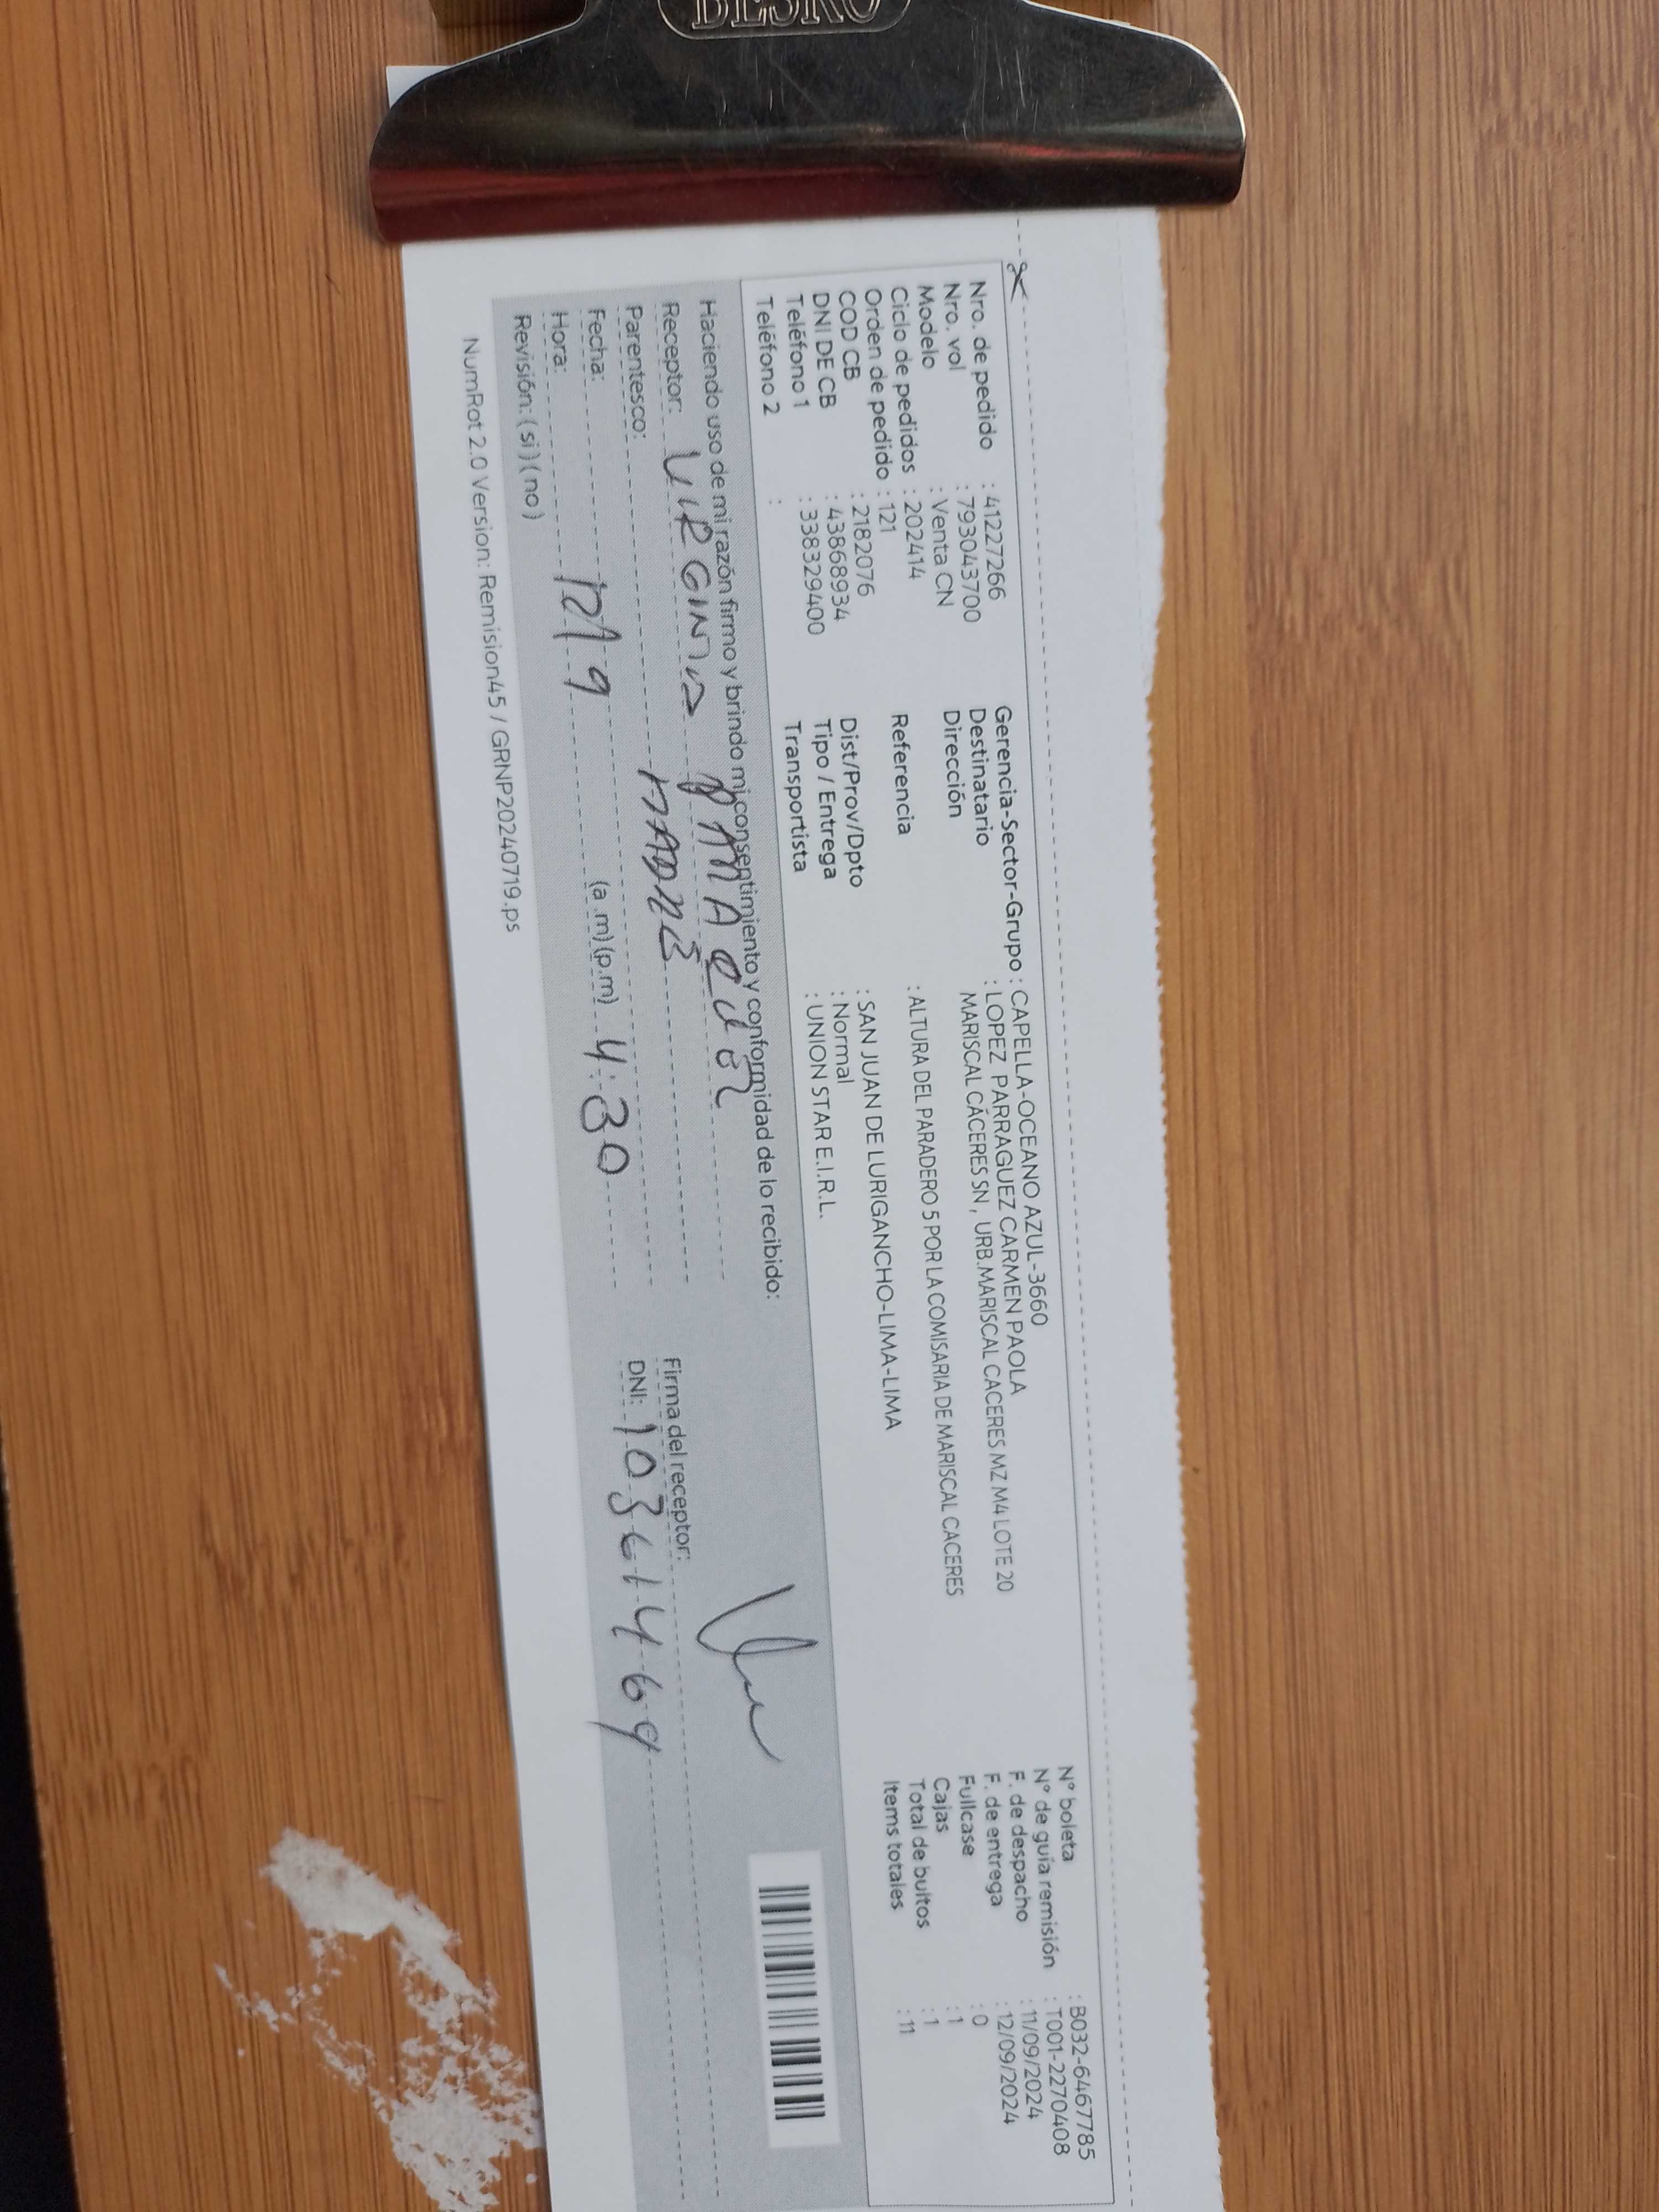 BESKO
Nro. de pedido : 41227266
Nro. vol : 793043700
Modelo : Venta CN
Ciclo de pedidos : 202414
Orden de pedido : 121
COD CB : 2182076
DNI DE CB : 43868934
Teléfono 1 : 338329400
Teléfono 2 :
Gerencia-Sector-Grupo : CAPELLA-OCEANO AZUL-3660
Destinatario : LOPEZ PARRAGUEZ CARMEN PAOLA
Dirección MARISCAL CÁCERES SN , URB.MARISCAL CACERES MZ M4 LOTE 20
Referencia : ALTURA DEL PARADERO 5 POR LA COMISARIA DE MARISCAL CACERES
Dist/Prov/Dpto : SAN JUAN DE LURIGANCHO-LIMA-LIMA
Tipo / Entrega : Normal
Transportista : UNION STAR E.I.R.L.
N° boleta : B032-6467785
N° de guía remisión : T001-2270408
F. de despacho : 11/09/2024
F. de entrega : 12/09/2024
Fullcase : 0
Cajas : 1
Total de bultos : 1
Items totales : 11
Haciendo uso de mi razón firmo y brindo mi consentimiento y conformidad de lo recibido:
Receptor: VIRGINIA
Parentesco: MADRE
Fecha: 12/9
Hora: (a.m) (p.m) 4:30
Revisión: ( si ) ( no )
Firma del receptor:
DNI: 10361469
NumRot 2.0 Version: Remision45 / GRNP20240719.ps